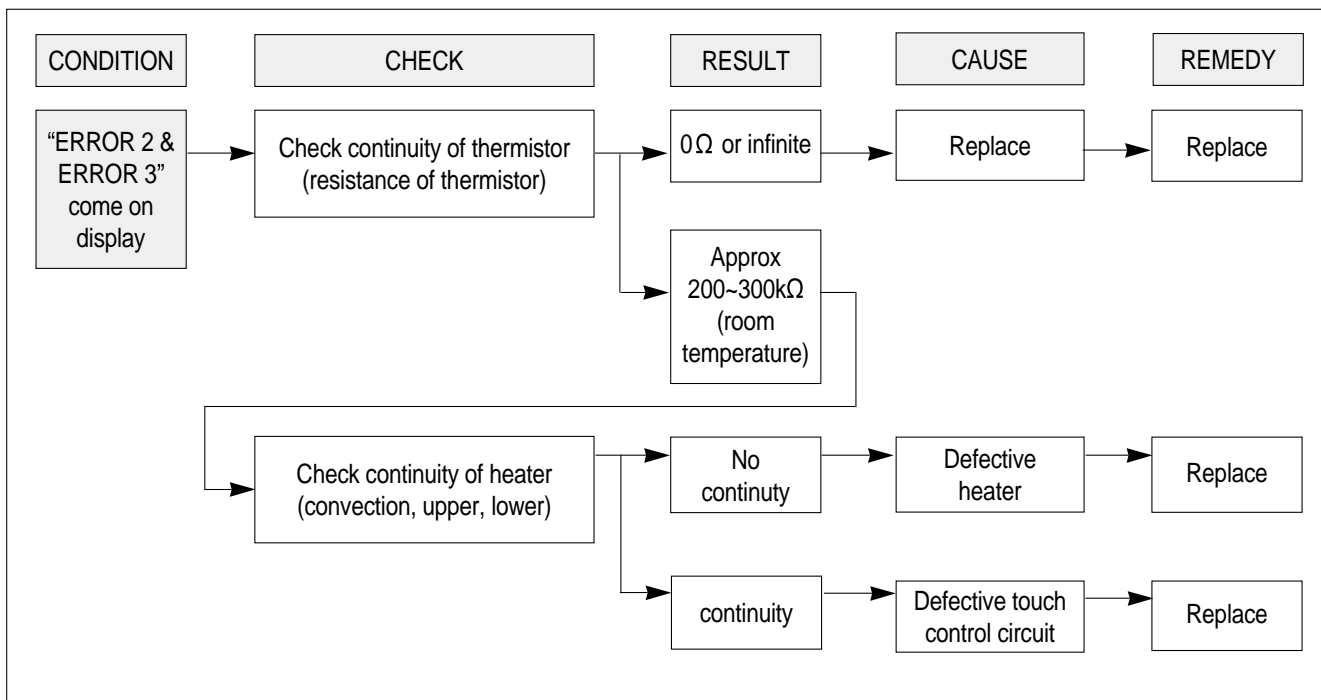 CONDITION
CHECK
RESULT
CAUSE
REMEDY
“ERROR 2 &
ERROR 3”
come on
display
Check continuity of thermistor
(resistance of thermistor)
0Ω or infinite
Replace
Replace
Approx
200~300kΩ
(room
temperature)
Check continuity of heater
(convection, upper, lower)
No
continuty
Defective
heater
Replace
continuity
Defective touch
control circuit
Replace